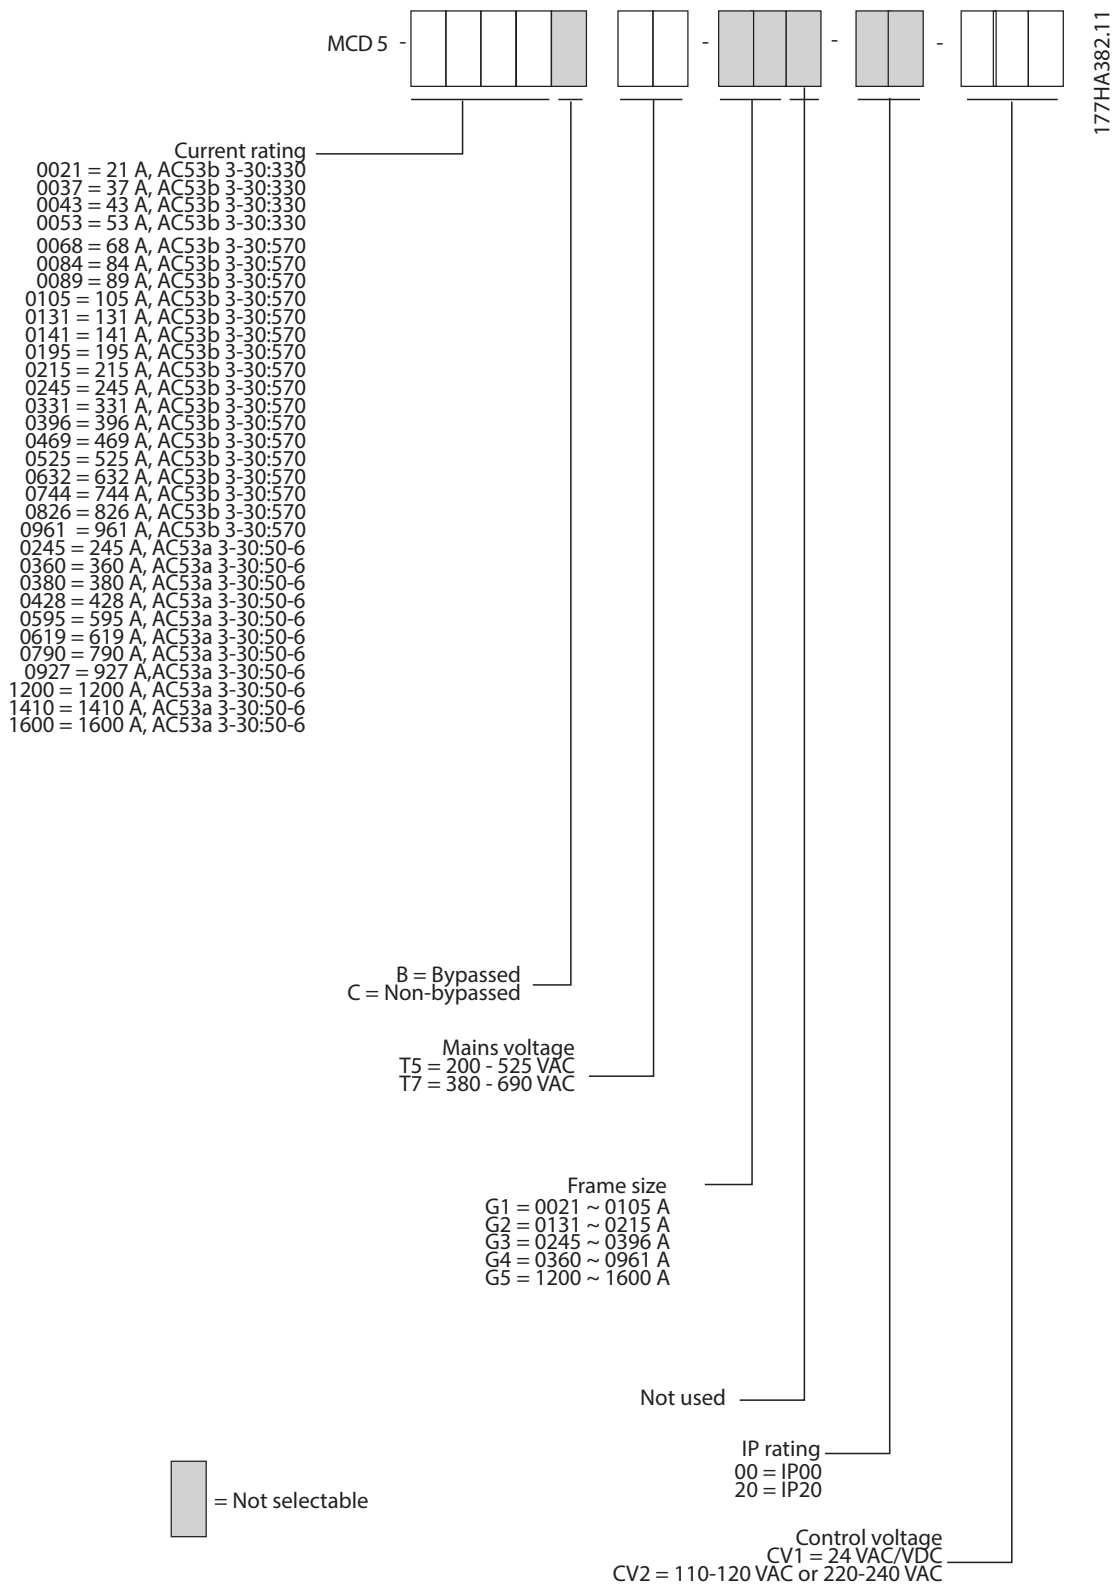 MCD 5 - - - -
177HA382.11
Current rating
0021 = 21 A, AC53b 3-30:330
0037 = 37 A, AC53b 3-30:330
0043 = 43 A, AC53b 3-30:330
0053 = 53 A, AC53b 3-30:330
0068 = 68 A, AC53b 3-30:570
0084 = 84 A, AC53b 3-30:570
0089 = 89 A, AC53b 3-30:570
0105 = 105 A, AC53b 3-30:570
0131 = 131 A, AC53b 3-30:570
0141 = 141 A, AC53b 3-30:570
0195 = 195 A, AC53b 3-30:570
0215 = 215 A, AC53b 3-30:570
0245 = 245 A, AC53b 3-30:570
0331 = 331 A, AC53b 3-30:570
0396 = 396 A, AC53b 3-30:570
0469 = 469 A, AC53b 3-30:570
0525 = 525 A, AC53b 3-30:570
0632 = 632 A, AC53b 3-30:570
0744 = 744 A, AC53b 3-30:570
0826 = 826 A, AC53b 3-30:570
0961 = 961 A, AC53b 3-30:570
0245 = 245 A, AC53a 3-30:50-6
0360 = 360 A, AC53a 3-30:50-6
0380 = 380 A, AC53a 3-30:50-6
0428 = 428 A, AC53a 3-30:50-6
0595 = 595 A, AC53a 3-30:50-6
0619 = 619 A, AC53a 3-30:50-6
0790 = 790 A, AC53a 3-30:50-6
0927 = 927 A,AC53a 3-30:50-6
1200 = 1200 A, AC53a 3-30:50-6
1410 = 1410 A, AC53a 3-30:50-6
1600 = 1600 A, AC53a 3-30:50-6
B = Bypassed
C = Non-bypassed
Mains voltage
T5 = 200 - 525 VAC
T7 = 380 - 690 VAC
Frame size
G1 = 0021 ~ 0105 A
G2 = 0131 ~ 0215 A
G3 = 0245 ~ 0396 A
G4 = 0360 ~ 0961 A
G5 = 1200 ~ 1600 A
Not used
IP rating
00 = IP00
20 = IP20
= Not selectable
Control voltage
CV1 = 24 VAC/VDC
CV2 = 110-120 VAC or 220-240 VAC